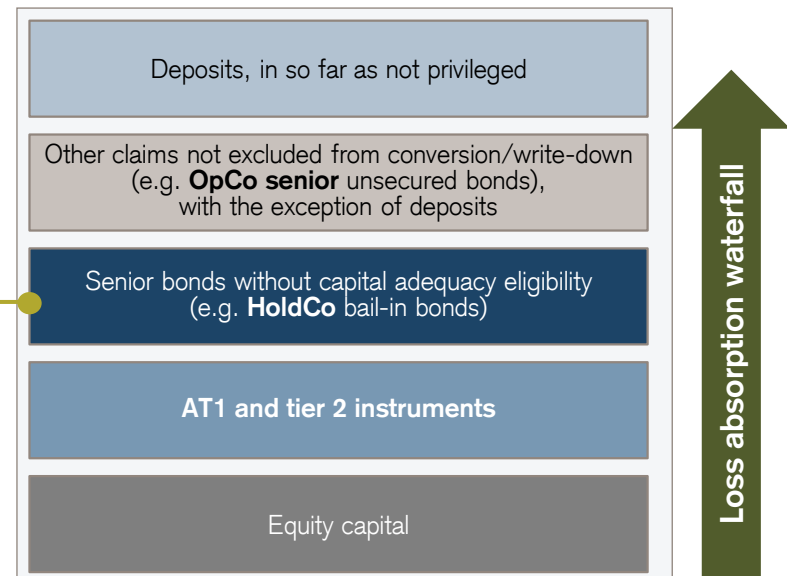 Deposits, in so far as not privileged
Other claims not excluded from conversion/write-down
(e.g. OpCo senior unsecured bonds),
with the exception of deposits
Senior bonds without capital adequacy eligibility
(e.g. HoldCo bail-in bonds)
AT1 and tier 2 instruments
Equity capital
Loss absorption waterfall